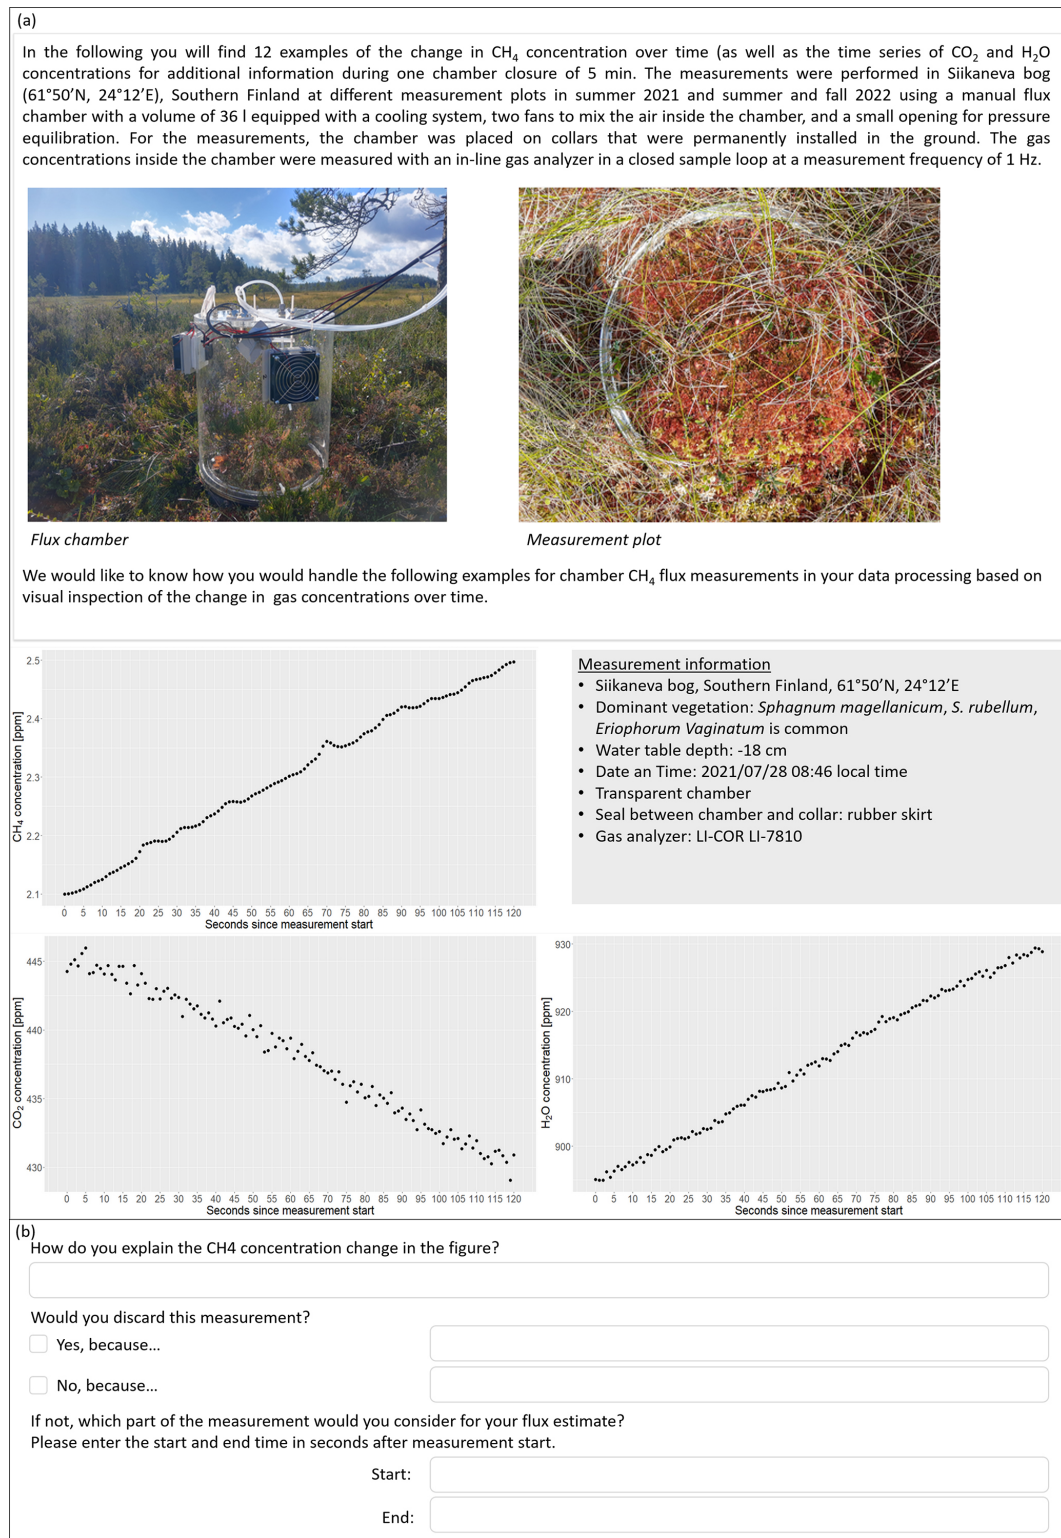 (a)
In the following you will find 12 examples of the change in CH₄ concentration over time (as well as the time series of CO₂ and H₂O
concentrations for additional information during one chamber closure of 5 min. The measurements were performed in Siikaneva bog
(61°50’N, 24°12’E), Southern Finland at different measurement plots in summer 2021 and summer and fall 2022 using a manual flux
chamber with a volume of 36 l equipped with a cooling system, two fans to mix the air inside the chamber, and a small opening for pressure
equilibration. For the measurements, the chamber was placed on collars that were permanently installed in the ground. The gas
concentrations inside the chamber were measured with an in-line gas analyzer in a closed sample loop at a measurement frequency of 1 Hz.
Flux chamber
Measurement plot
We would like to know how you would handle the following examples for chamber CH₄ flux measurements in your data processing based on
visual inspection of the change in gas concentrations over time.
CH₄ concentration [ppm]
2.5
2.4
2.3
2.2
2.1
0 5 10 15 20 25 30 35 40 45 50 55 60 65 70 75 80 85 90 95 100 105 110 115 120
Seconds since measurement start
Measurement information
• Siikaneva bog, Southern Finland, 61°50’N, 24°12’E
• Dominant vegetation: Sphagnum magellanicum, S. rubellum,
Eriophorum Vaginatum is common
• Water table depth: -18 cm
• Date an Time: 2021/07/28 08:46 local time
• Transparent chamber
• Seal between chamber and collar: rubber skirt
• Gas analyzer: LI-COR LI-7810
CO₂ concentration [ppm]
445
440
435
430
0 5 10 15 20 25 30 35 40 45 50 55 60 65 70 75 80 85 90 95 100 105 110 115 120
Seconds since measurement start
H₂O concentration [ppm]
930
920
910
900
0 5 10 15 20 25 30 35 40 45 50 55 60 65 70 75 80 85 90 95 100 105 110 115 120
Seconds since measurement start
(b)
How do you explain the CH4 concentration change in the figure?
Would you discard this measurement?
Yes, because...
No, because...
If not, which part of the measurement would you consider for your flux estimate?
Please enter the start and end time in seconds after measurement start.
Start:
End: